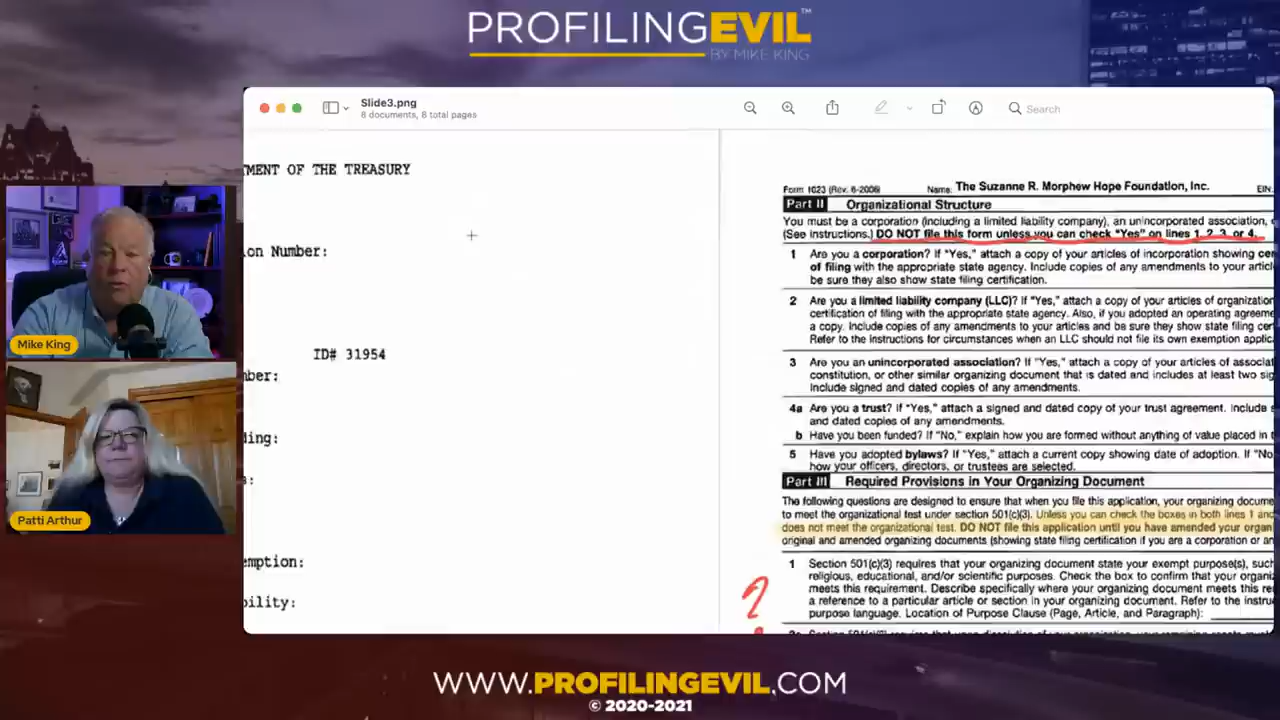 PROFILINGEVIL™
BY MIKE KING
Slide3.png
8 documents, 8 total pages
Search
TMENT OF THE TREASURY
on Number:
ID# 31954
ber:
ing:
:
mption:
bility:
Form 1023 (Rev. 6-2006) Name: The Suzanne R. Morphew Hope Foundation, Inc. EIN:
Part II Organizational Structure
You must be a corporation (including a limited liability company), an unincorporated association,
(See instructions.) DO NOT file this form unless you can check "Yes" on lines 1, 2, 3, or 4.
1 Are you a corporation? If "Yes," attach a copy of your articles of incorporation showing cer
of filing with the appropriate state agency. Include copies of any amendments to your articl
be sure they also show state filing certification.
2 Are you a limited liability company (LLC)? If "Yes," attach a copy of your articles of organization
certification of filing with the appropriate state agency. Also, if you adopted an operating agreeme
a copy. Include copies of any amendments to your articles and be sure they show state filing cer
Refer to the instructions for circumstances when an LLC should not file its own exemption applic
3 Are you an unincorporated association? If "Yes," attach a copy of your articles of associat
constitution, or other similar organizing document that is dated and includes at least two sig
Include signed and dated copies of any amendments.
4a Are you a trust? If "Yes," attach a signed and dated copy of your trust agreement. Include
and dated copies of any amendments.
b Have you been funded? If "No," explain how you are formed without anything of value placed in
5 Have you adopted bylaws? If "Yes," attach a current copy showing date of adoption. If "No
how your officers, directors, or trustees are selected.
Part III Required Provisions in Your Organizing Document
The following questions are designed to ensure that when you file this application, your organizing docume
to meet the organizational test under section 501(c)(3). Unless you can check the boxes in both lines 1 and
does not meet the organizational test. DO NOT file this application until you have amended your organ
original and amended organizing documents (showing state filing certification if you are a corporation or an
1 Section 501(c)(3) requires that your organizing document state your exempt purpose(s), such
religious, educational, and/or scientific purposes. Check the box to confirm that your organi
meets this requirement. Describe specifically where your organizing document meets this re
a reference to a particular article or section in your organizing document. Refer to the instru
purpose language. Location of Purpose Clause (Page, Article, and Paragraph):
?
Mike King
Patti Arthur
WWW.PROFILINGEVIL.COM
© 2020-2021